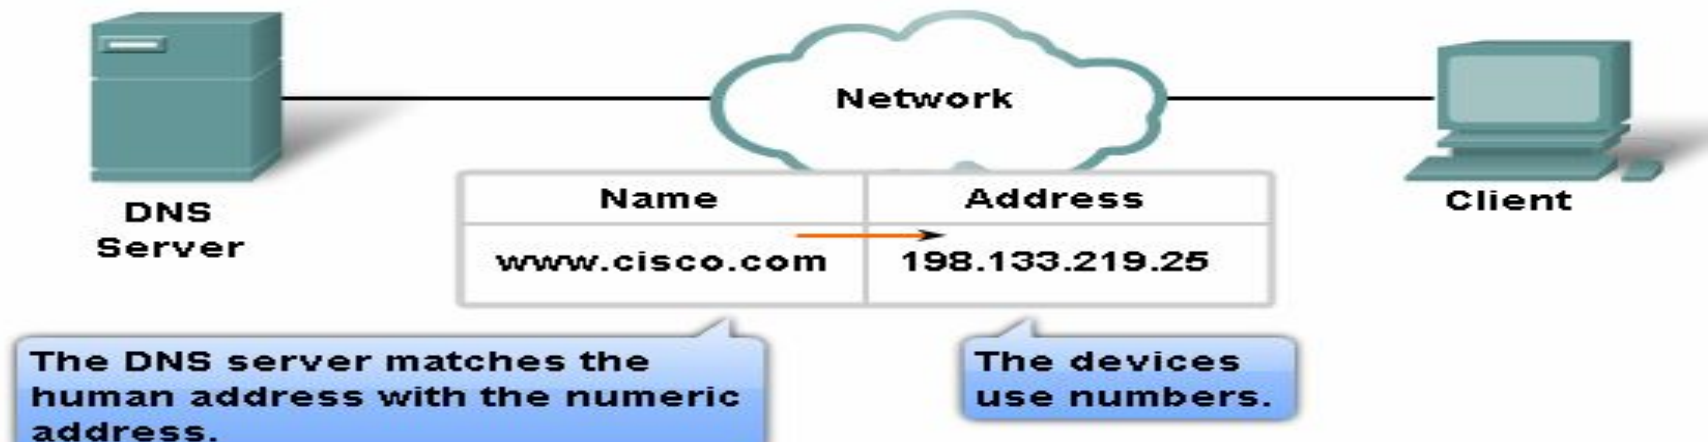 Network
DNS
Server
Client
Name Address
www.cisco.com 198.133.219.25
The DNS server matches the
human address with the numeric
address.
The devices
use numbers.